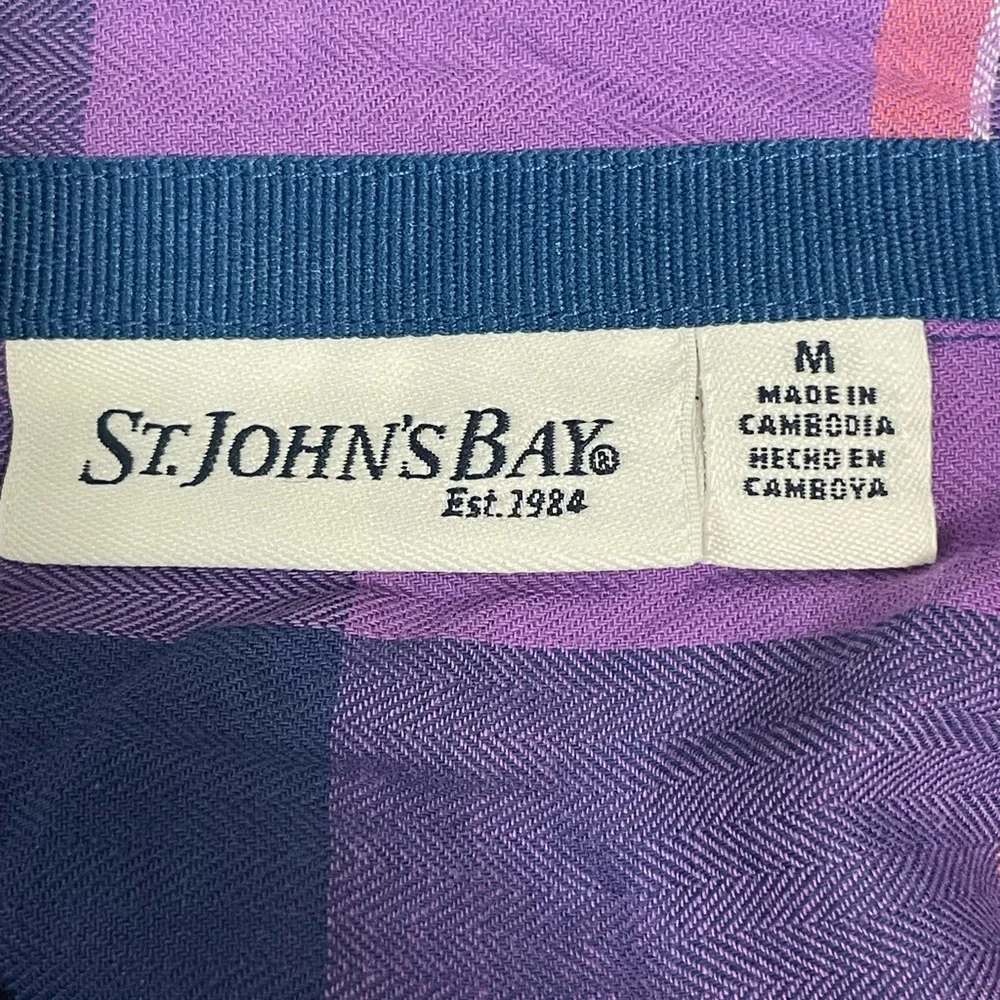 ST. JOHN'S BAY®
Est. 1984
M
MADE IN
CAMBODIA
HECHO EN
CAMBOYA